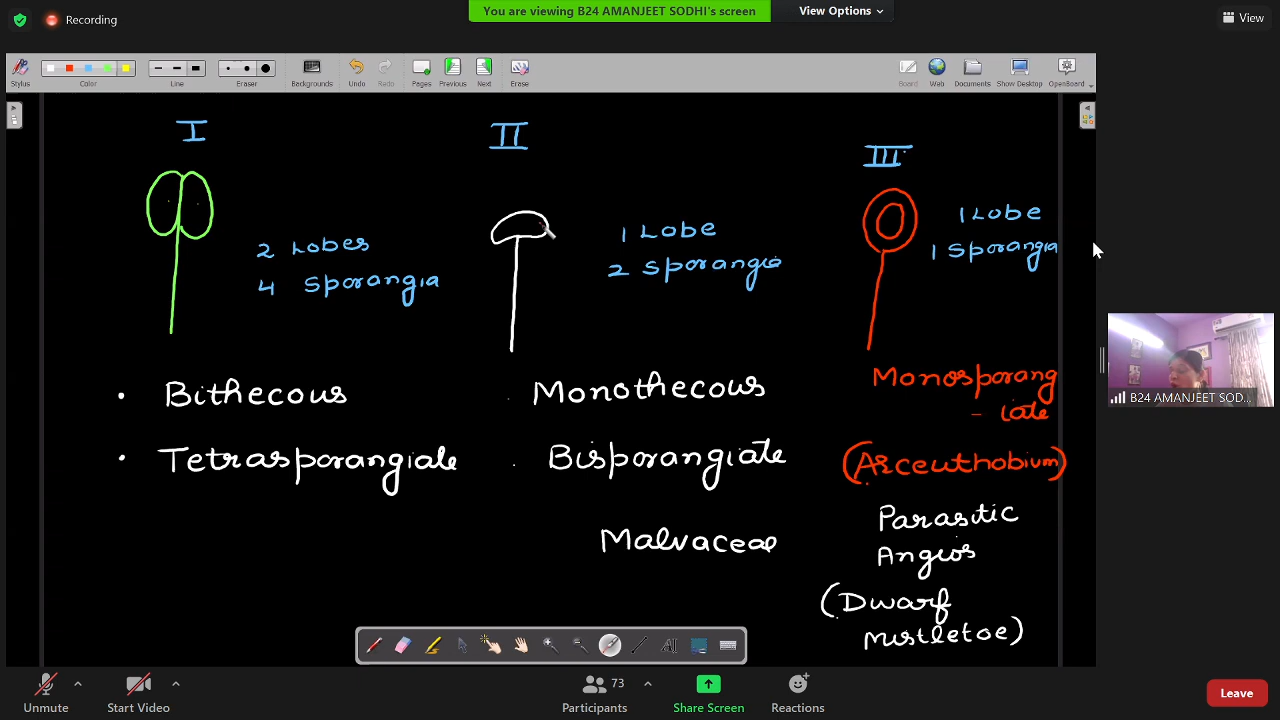 Recording
You are viewing B24 AMANJEET SODHI's screen
View Options
View
Stylus
Color
Line
Eraser
Backgrounds
Undo
Redo
Pages
Previous
Next
Erase
Board
Web
Documents
Show Desktop
OpenBoard
I
II
III
2 Lobes
4 Sporangia
1 Lobe
2 Sporangia
1 Lobe
1 Sporangia
• Bithecous
Monothecous
Monosporang
- iate
• Tetrasporangiate
Bisporangiate
(Arceuthobium)
Malvaceae
Parasitic
Angios
(Dwarf
mistletoe)
B24 AMANJEET SOD...
Unmute
Start Video
73
Participants
Share Screen
Reactions
Leave